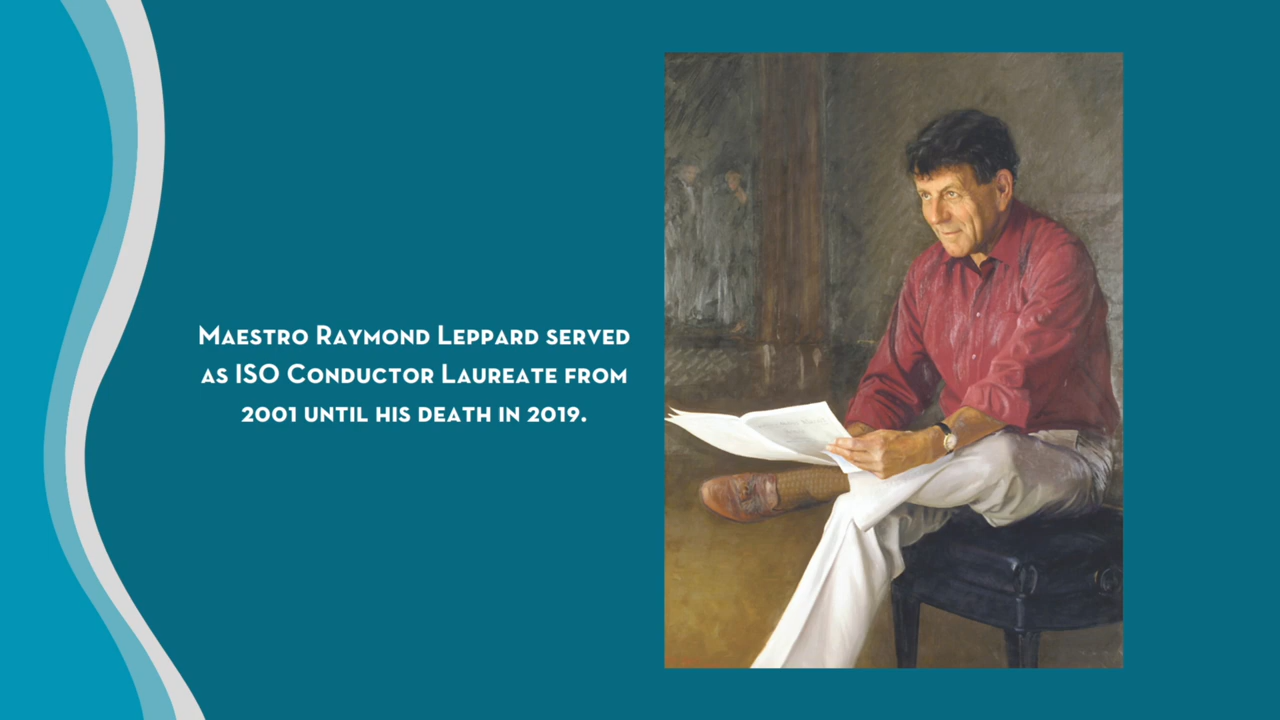 Maestro Raymond Leppard served
as ISO Conductor Laureate from
2001 until his death in 2019.